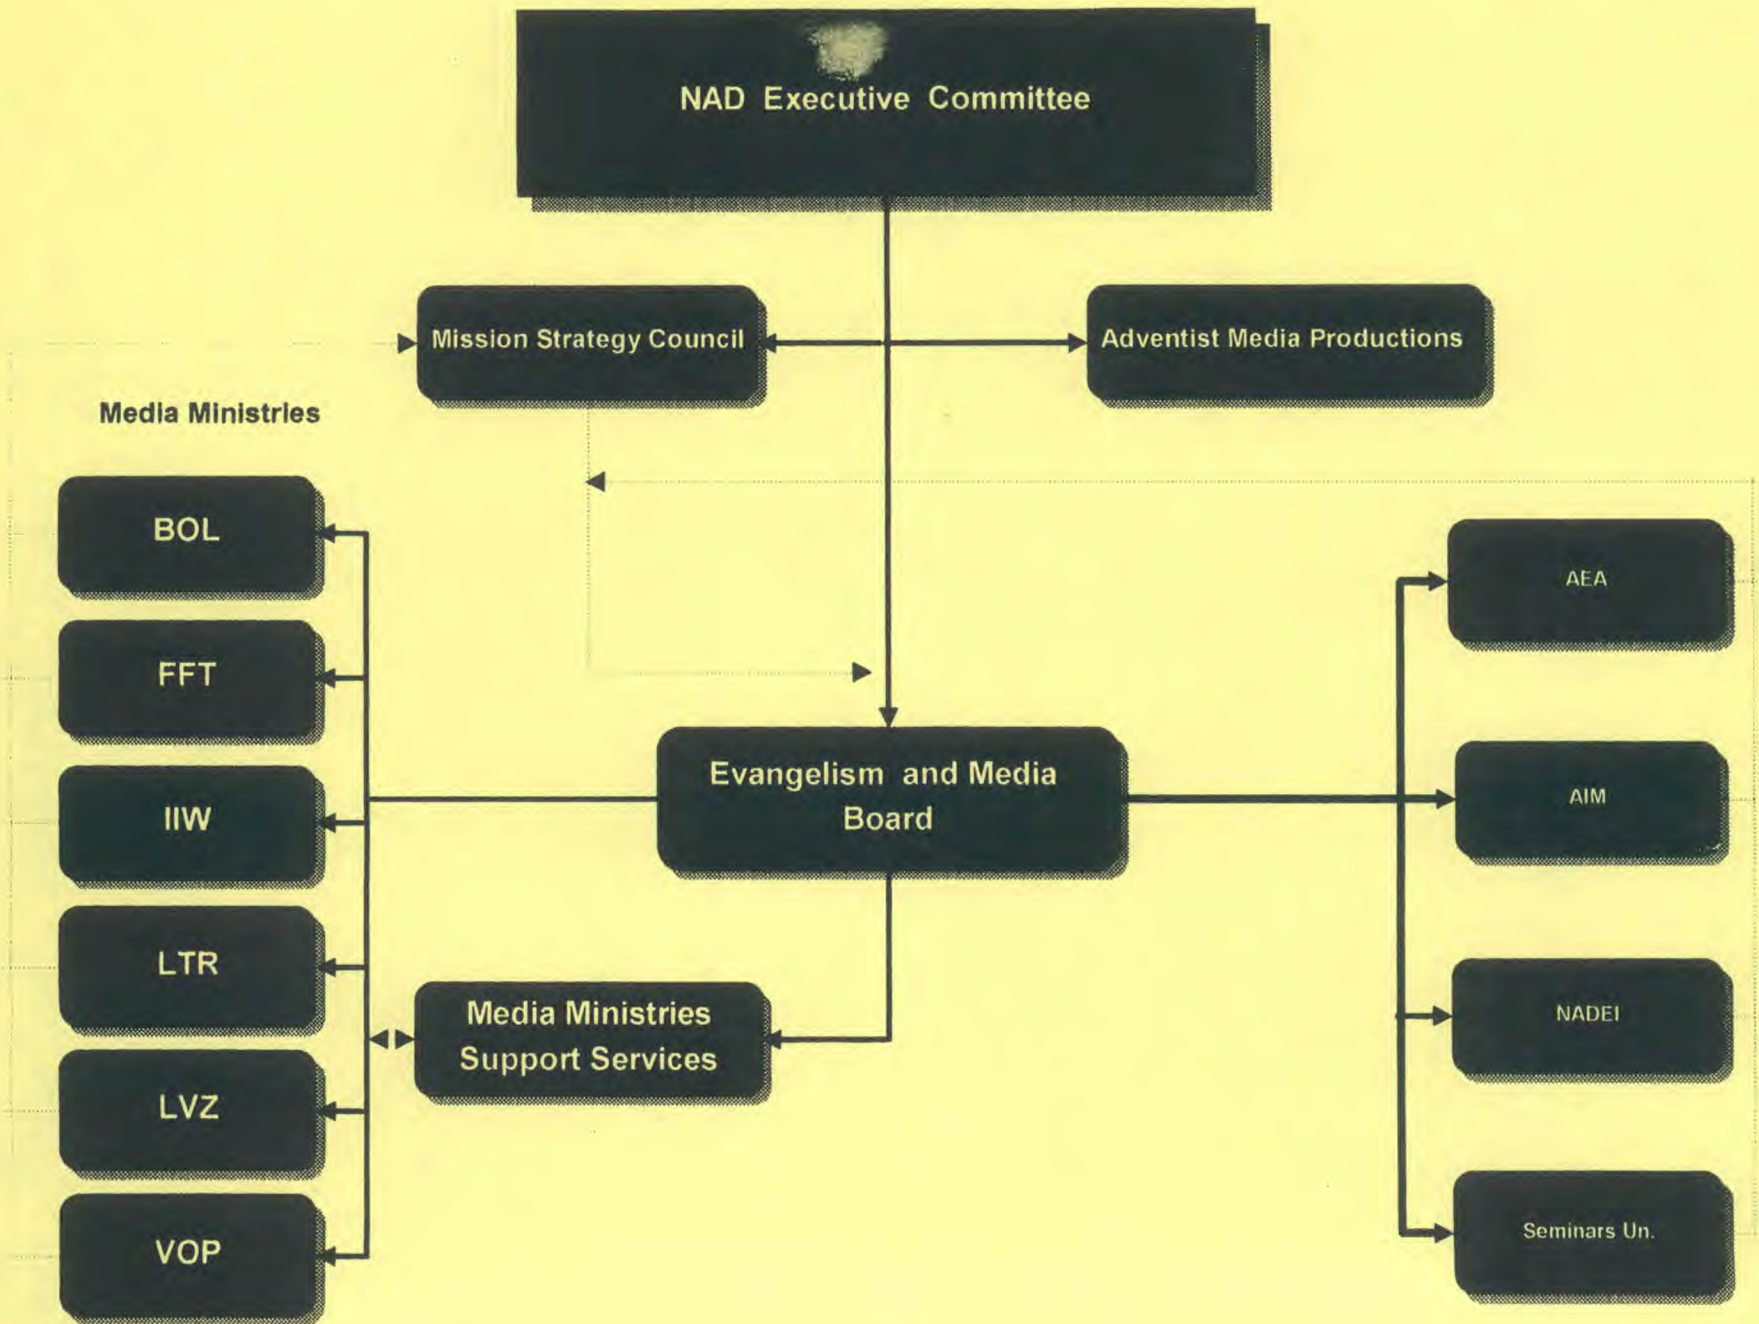 NAD Executive Committee
Mission Strategy Council
Adventist Media Productions
Media Ministries
BOL
FFT
IIW
LTR
LVZ
VOP
Evangelism and Media
Board
Media Ministries
Support Services
AEA
AIM
NADEI
Seminars Un.